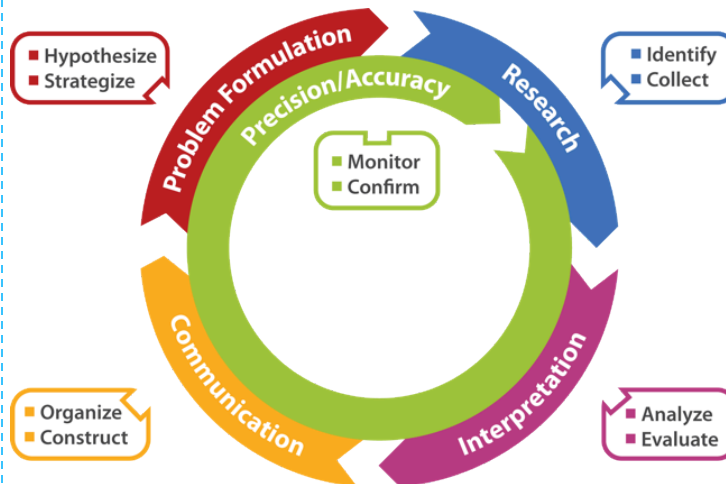 Hypothesize
Strategize
Problem Formulation
Precision/Accuracy
Research
Identify
Collect
Monitor
Confirm
Communication
Interpretation
Organize
Construct
Analyze
Evaluate